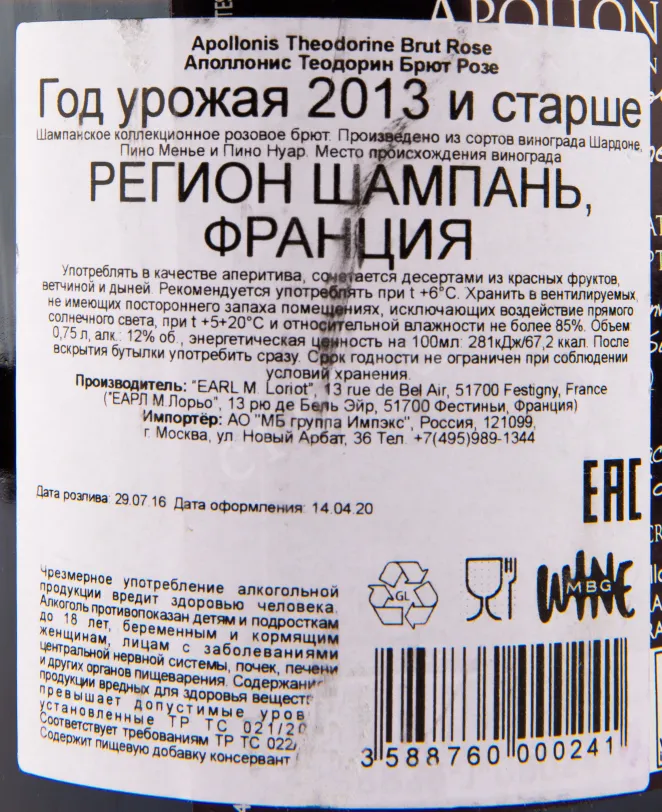 APOLLON
Apollonis Theodorine Brut Rose
Аполлонис Теодорин Брют Розе
Год урожая 2013 и старше
Шампанское коллекционное розовое брют. Произведено из сортов винограда Шардоне,
Пино Менье и Пино Нуар. Место происхождения винограда
РЕГИОН ШАМПАНЬ,
ФРАНЦИЯ
Употреблять в качестве аперитива, сочетается десертами из красных фруктов,
ветчиной и дыней. Рекомендуется употреблять при t +6°С. Хранить в вентилируемых,
не имеющих постороннего запаха помещениях, исключающих воздействие прямого
солнечного света, при t +5+20°С и относительной влажности не более 85%. Объем:
0,75 л, алк.: 12% об., энергетическая ценность на 100мл: 281кДж/67,2 ккал. После
вскрытия бутылки употребить сразу. Срок годности не ограничен при соблюдении
условий хранения.
Производитель: "EARL M. Loriot", 13 rue de Bel Air, 51700 Festigny, France
("ЕАРЛ М.Лорьо", 13 рю де Бель Эйр, 51700 Фестиньи, Франция)
Импортёр: АО "МБ группа Импэкс", Россия, 121099,
г. Москва, ул. Новый Арбат, 36 Тел. +7(495)989-1344
EAC
Дата розлива: 29.07.16 Дата оформления: 14.04.20
Чрезмерное употребление алкогольной
продукции вредит здоровью человека.
Алкоголь противопоказан детям и подросткам
до 18 лет, беременным и кормящим
женщинам, лицам с заболеваниями
центральной нервной системы, почек, печени
и других органов пищеварения. Содержание
продукции вредных для здоровья веществ
превышает допустимые уров
установленные ТР ТС 021/20
Соответствует требованиям ТР ТС 022/
Содержит пищевую добавку консервант
GL
WINE
MBG
3 588760 000241